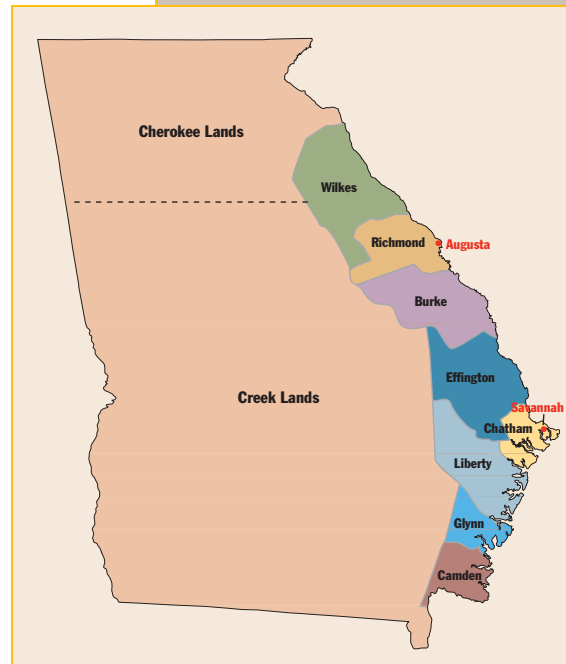 Cherokee Lands
Wilkes
Richmond
Augusta
Burke
Effington
Creek Lands
Savannah
Chatham
Liberty
Glynn
Camden